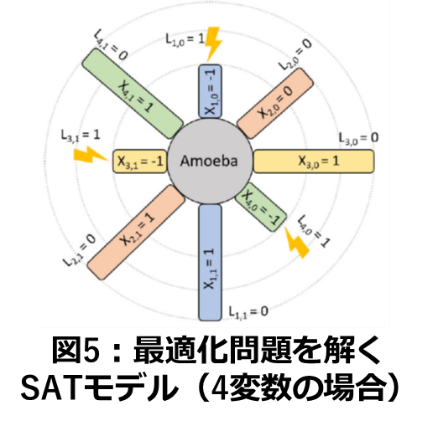 L4,1 = 0
L1,0 = 1
L2,0 = 0
X4,1 = 1
X1,0 = -1
X2,0 = 0
L3,1 = 1
L3,0 = 0
X3,1 = -1
Amoeba
X3,0 = 1
X4,0 = -1
X2,1 = 1
L4,0 = 1
L2,1 = 0
X1,1 = 1
L1,1 = 0
図5：最適化問題を解く
SATモデル（4変数の場合）